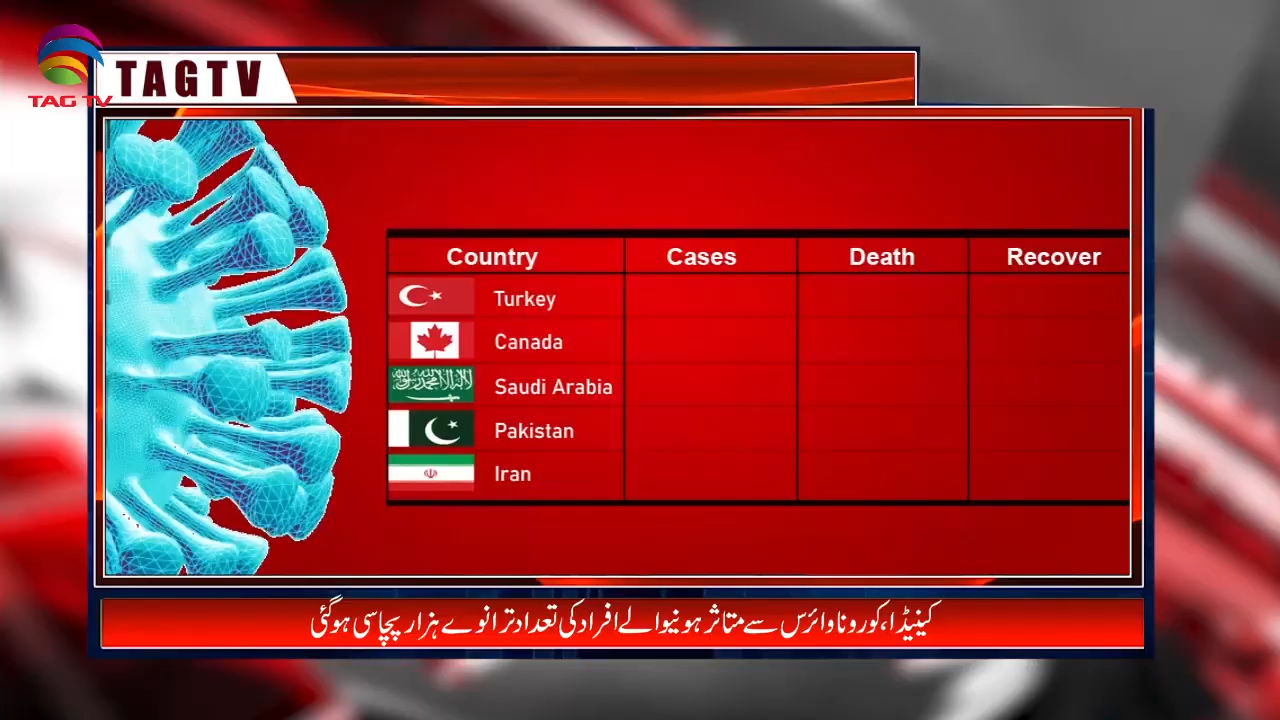 TAG TV
TAGTV
Country Cases Death Recover
Turkey
Canada
Saudi Arabia
Pakistan
Iran
کینیڈا، کورونا وائرس سے متاثر ہونیوالے افراد کی تعداد ترانوے ہزار پچاسی ہوگئی